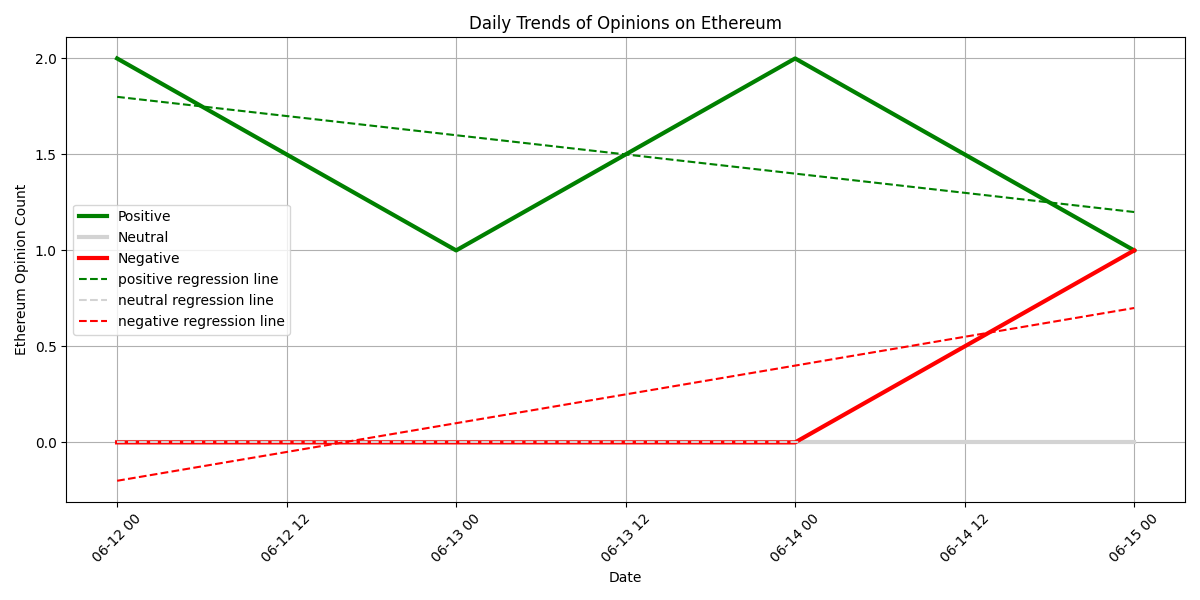 Daily Trends of Opinions on Ethereum
2.0
1.5
1.0
0.5
0.0
Ethereum Opinion Count
Positive
Neutral
Negative
positive regression line
neutral regression line
negative regression line
06-12 00
06-12 12
06-13 00
06-13 12
06-14 00
06-14 12
06-15 00
Date